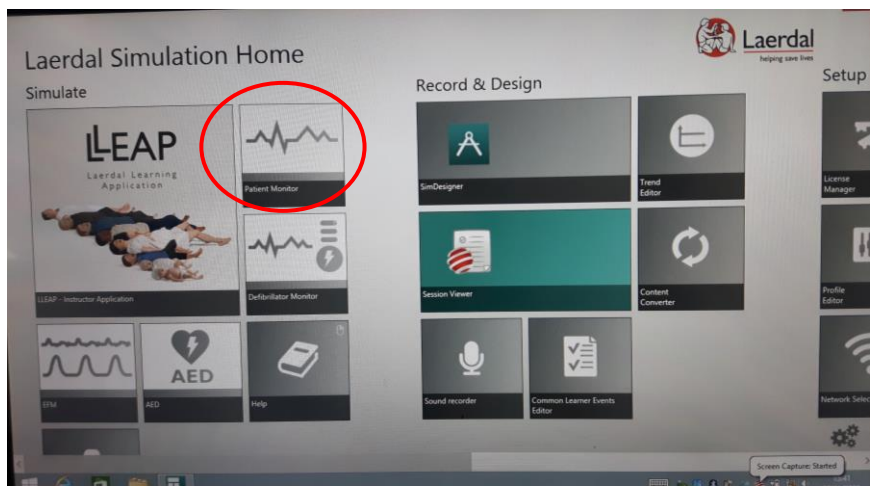 Laerdal Simulation Home
Laerdal
helping save lives
Simulate
LLEAP
Laerdal Learning
Application
LLEAP - Instructor Application
Patient Monitor
Defibrillator Monitor
EFM
AED
AED
Help
Record & Design
SimDesigner
Trend
Editor
Session Viewer
Content
Converter
Sound recorder
Common Learner Events
Editor
Setup
License
Manager
Profile
Editor
Network Selec
Screen Capture: Started